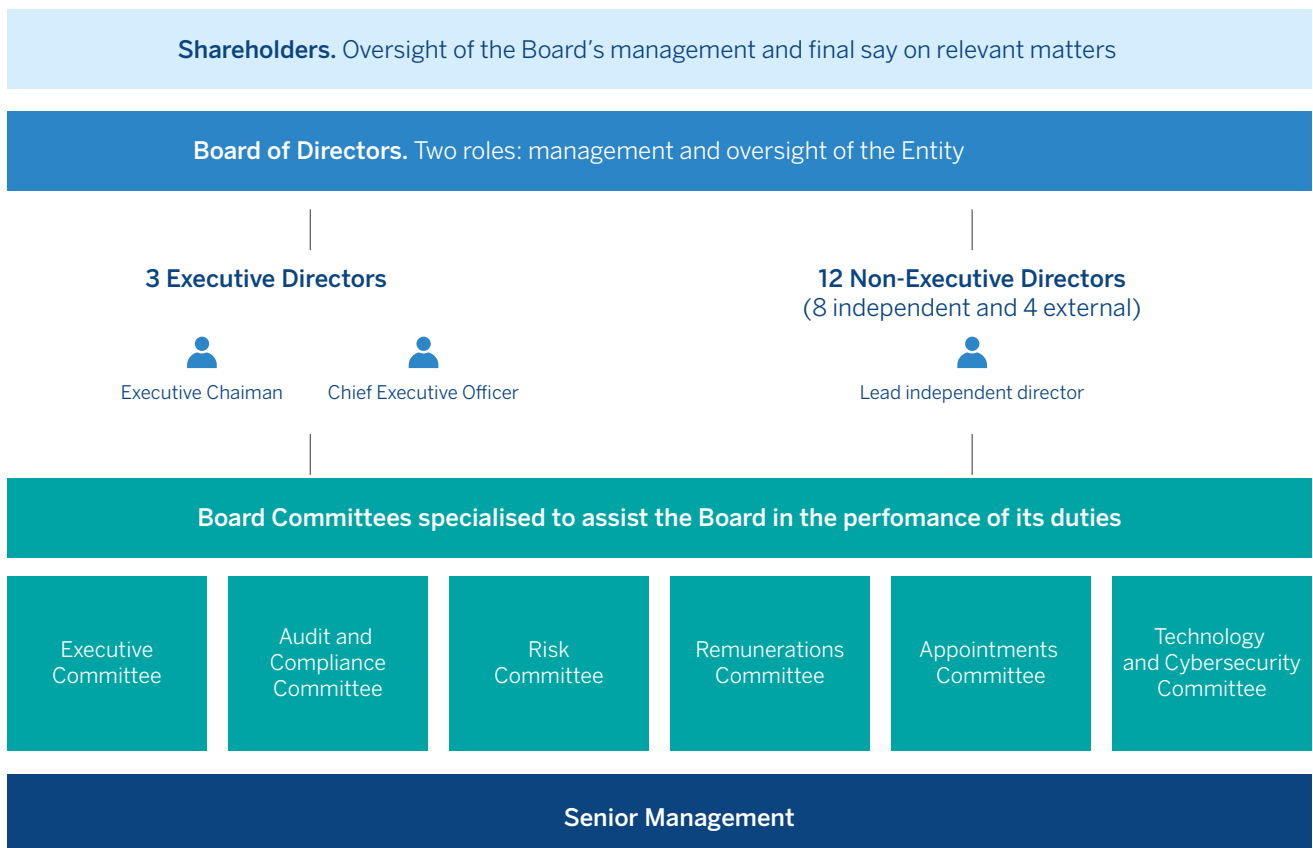 Shareholders. Oversight of the Board's management and final say on relevant matters
Board of Directors. Two roles: management and oversight of the Entity
3 Executive Directors
Executive Chaiman
Chief Executive Officer
12 Non-Executive Directors
(8 independent and 4 external)
Lead independent director
Board Committees specialised to assist the Board in the perfomance of its duties
Executive
Committee
Audit and
Compliance
Committee
Risk
Committee
Remunerations
Committee
Appointments
Committee
Technology
and Cybersecurity
Committee
Senior Management